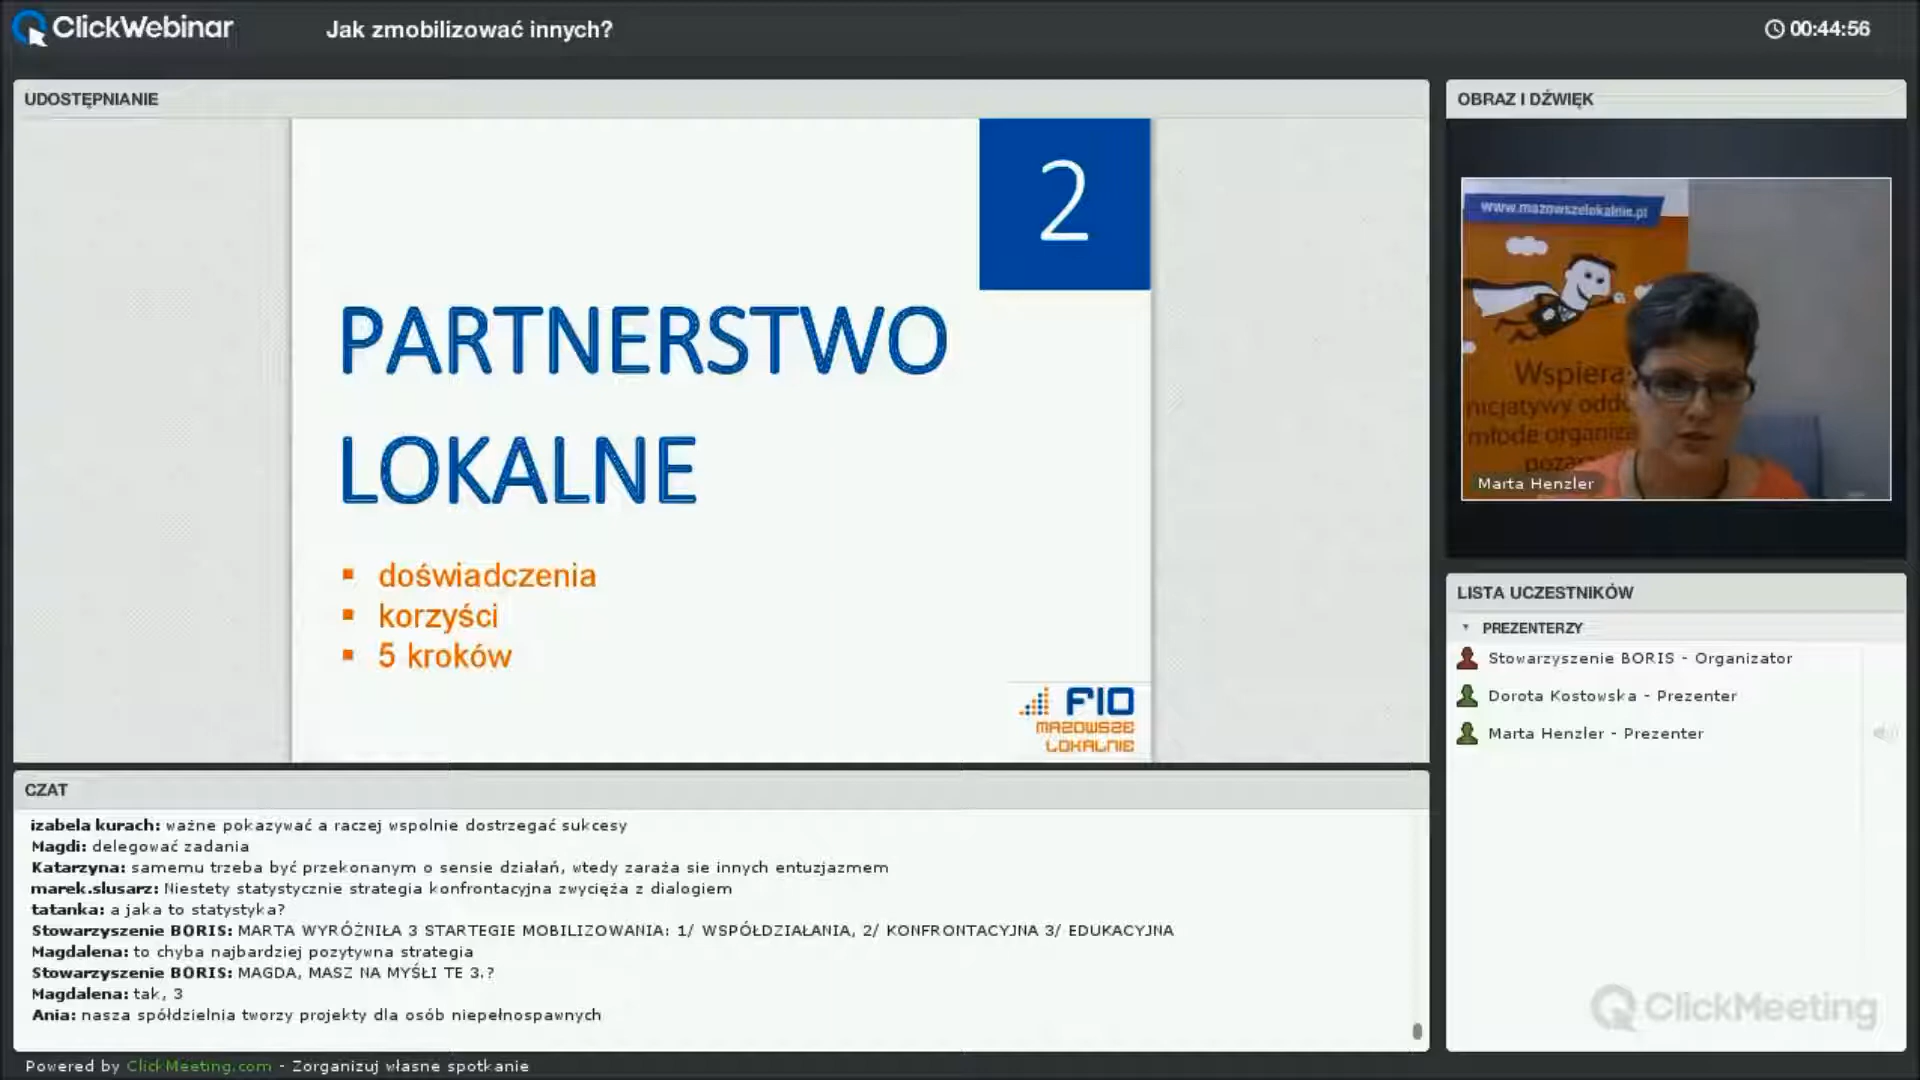 ClickWebinar
Jak zmobilizować innych?
00:44:56
UDOSTĘPNIANIE
2
PARTNERSTWO
LOKALNE
doświadczenia
korzyści
5 kroków
FIO
MAZOWSZE
LOKALNIE
OBRAZ I DŹWIĘK
www.mazowszelokalnie.pl
Wspiera
nicjatywy oddo
młode organiza
poza
Marta Henzler
LISTA UCZESTNIKÓW
PREZENTERZY
Stowarzyszenie BORIS - Organizator
Dorota Kostowska - Prezenter
Marta Henzler - Prezenter
ClickMeeting
CZAT
izabela kurach: ważne pokazywać a raczej wspolnie dostrzegać sukcesy
Magdi: delegować zadania
Katarzyna: samemu trzeba być przekonanym o sensie działań, wtedy zaraża sie innych entuzjazmem
marek.slusarz: Niestety statystycznie strategia konfrontacyjna zwycięża z dialogiem
tatanka: a jaka to statystyka?
Stowarzyszenie BORIS: MARTA WYRÓŻNIŁA 3 STARTEGIE MOBILIZOWANIA: 1/ WSPÓŁDZIAŁANIA, 2/ KONFRONTACYJNA 3/ EDUKACYJNA
Magdalena: to chyba najbardziej pozytywna strategia
Stowarzyszenie BORIS: MAGDA, MASZ NA MYŚLI TE 3.?
Magdalena: tak, 3
Ania: nasza spółdzielnia tworzy projekty dla osób niepełnospawnych
Powered by ClickMeeting.com - Zorganizuj własne spotkanie